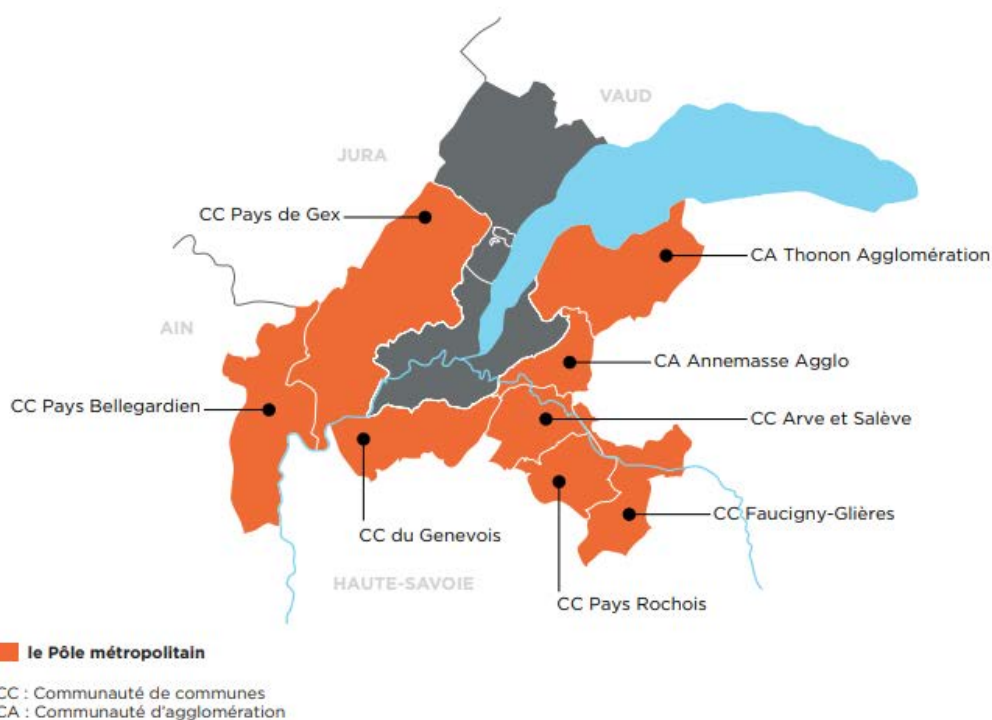 VAUD
JURA
CC Pays de Gex
CA Thonon Agglomération
AIN
CA Annemasse Agglo
CC Pays Bellegardien
CC Arve et Salève
CC Faucigny-Glières
CC du Genevois
HAUTE-SAVOIE
CC Pays Rochois
le Pôle métropolitain
CC : Communauté de communes
CA : Communauté d'agglomération